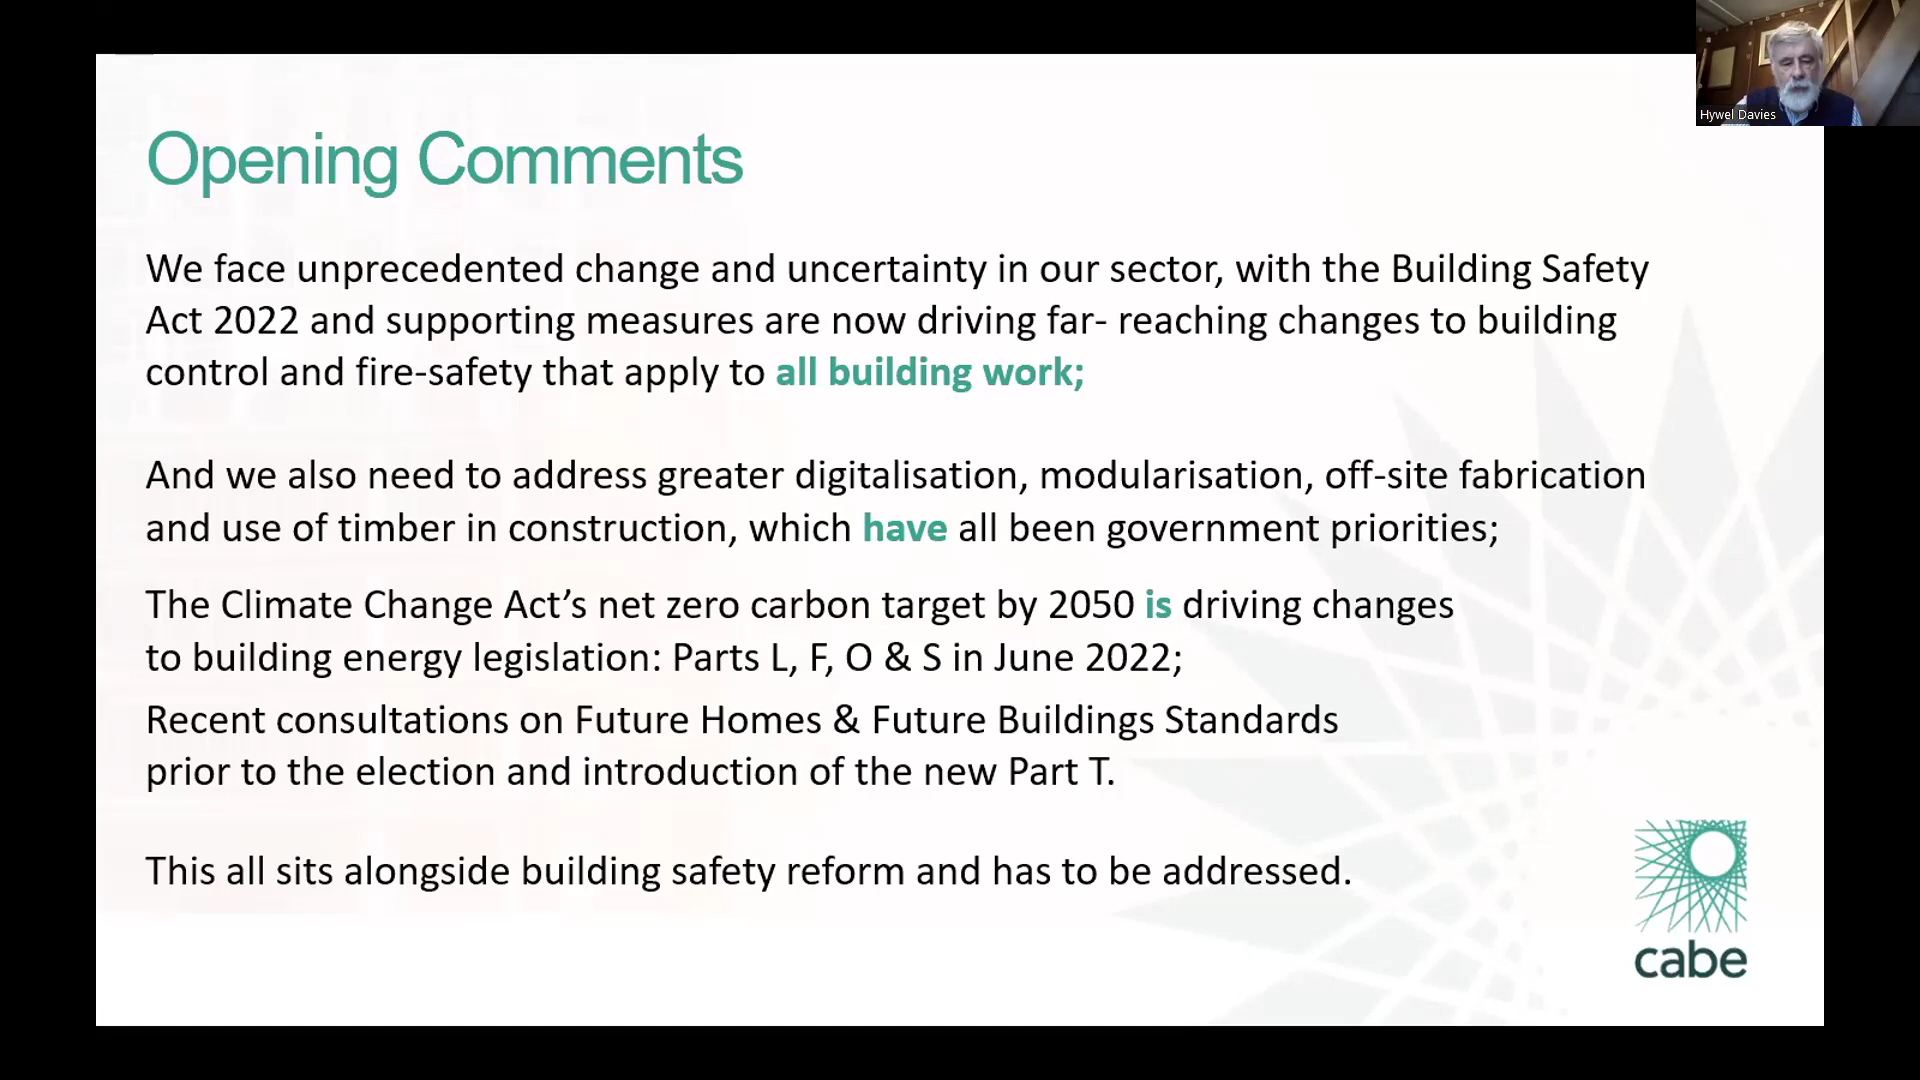 Hywel Davies
Opening Comments
We face unprecedented change and uncertainty in our sector, with the Building Safety
Act 2022 and supporting measures are now driving far- reaching changes to building
control and fire-safety that apply to all building work;
And we also need to address greater digitalisation, modularisation, off-site fabrication
and use of timber in construction, which have all been government priorities;
The Climate Change Act’s net zero carbon target by 2050 is driving changes
to building energy legislation: Parts L, F, O & S in June 2022;
Recent consultations on Future Homes & Future Buildings Standards
prior to the election and introduction of the new Part T.
This all sits alongside building safety reform and has to be addressed.
cabe